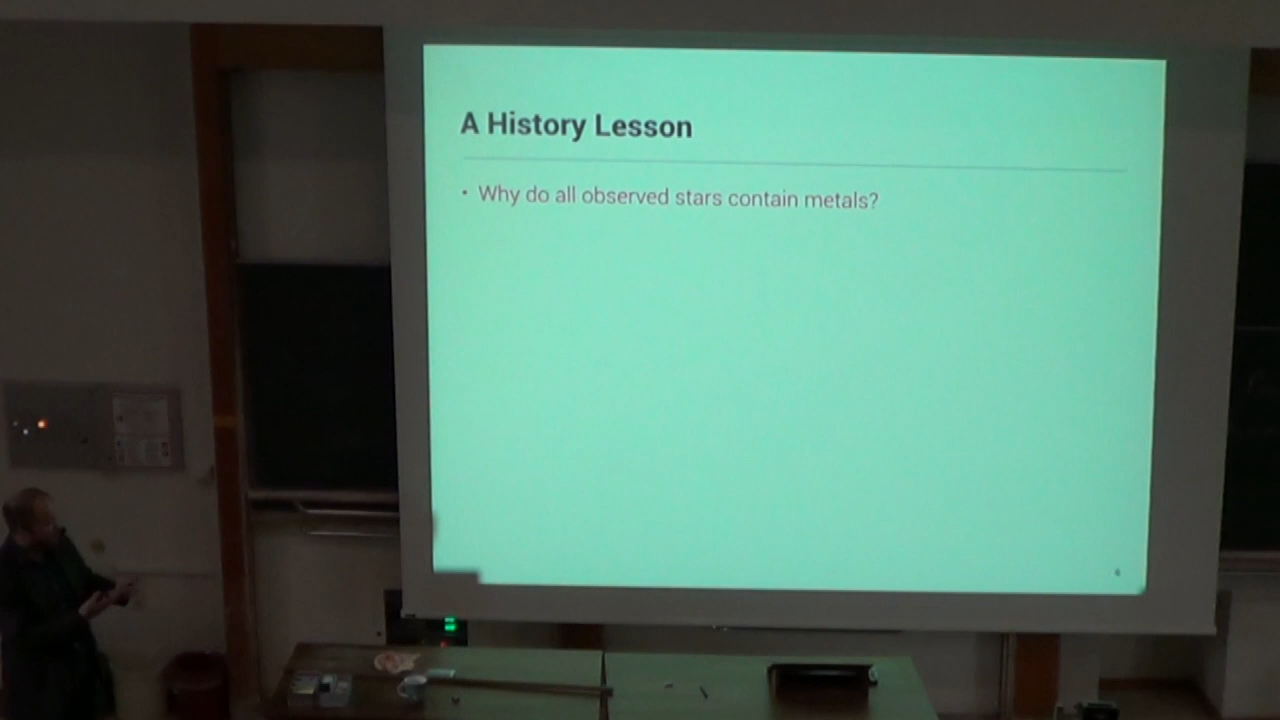 A History Lesson
• Why do all observed stars contain metals?